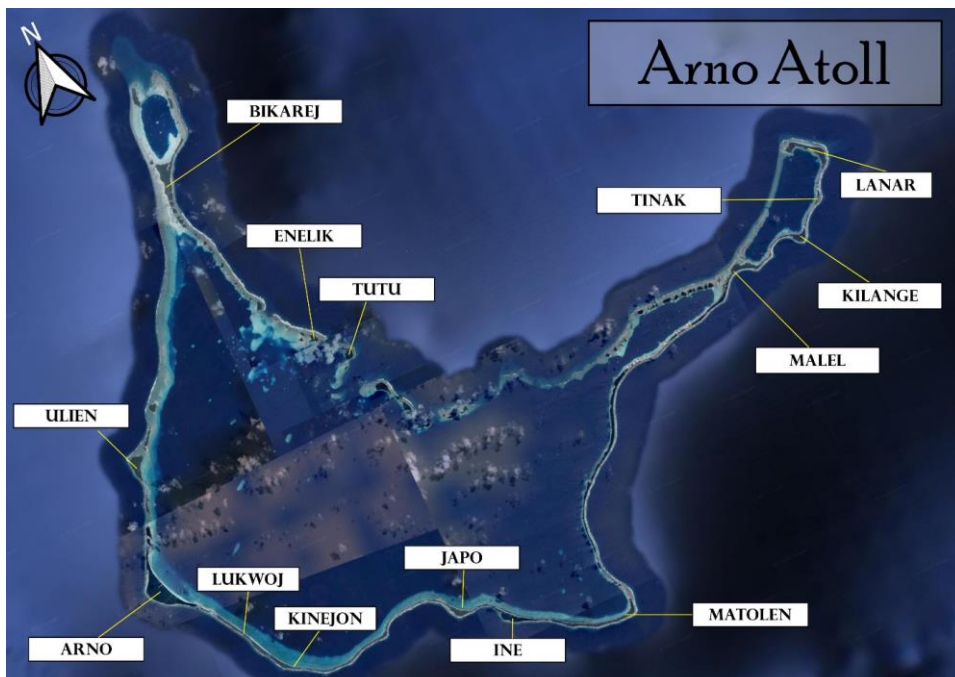 N
Arno Atoll
BIKAREJ
LANAR
TINAK
ENELIK
TUTU
KILANGE
MALEL
ULIEN
JAPO
LUKWOJ
KINEJON
MATOLEN
ARNO
INE